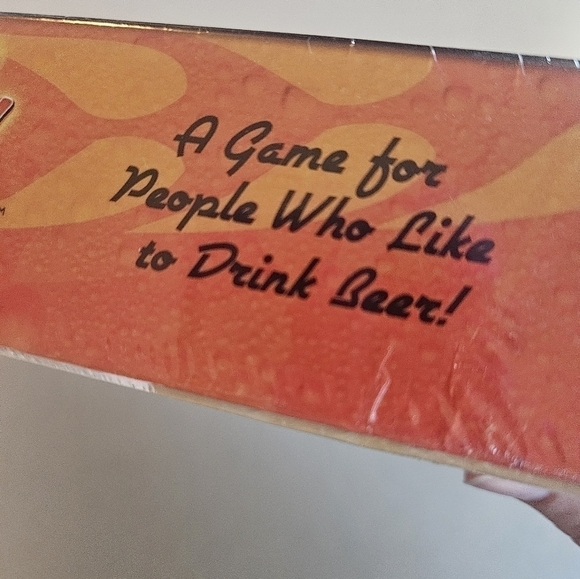 A Game for
People Who Like
to Drink Beer!